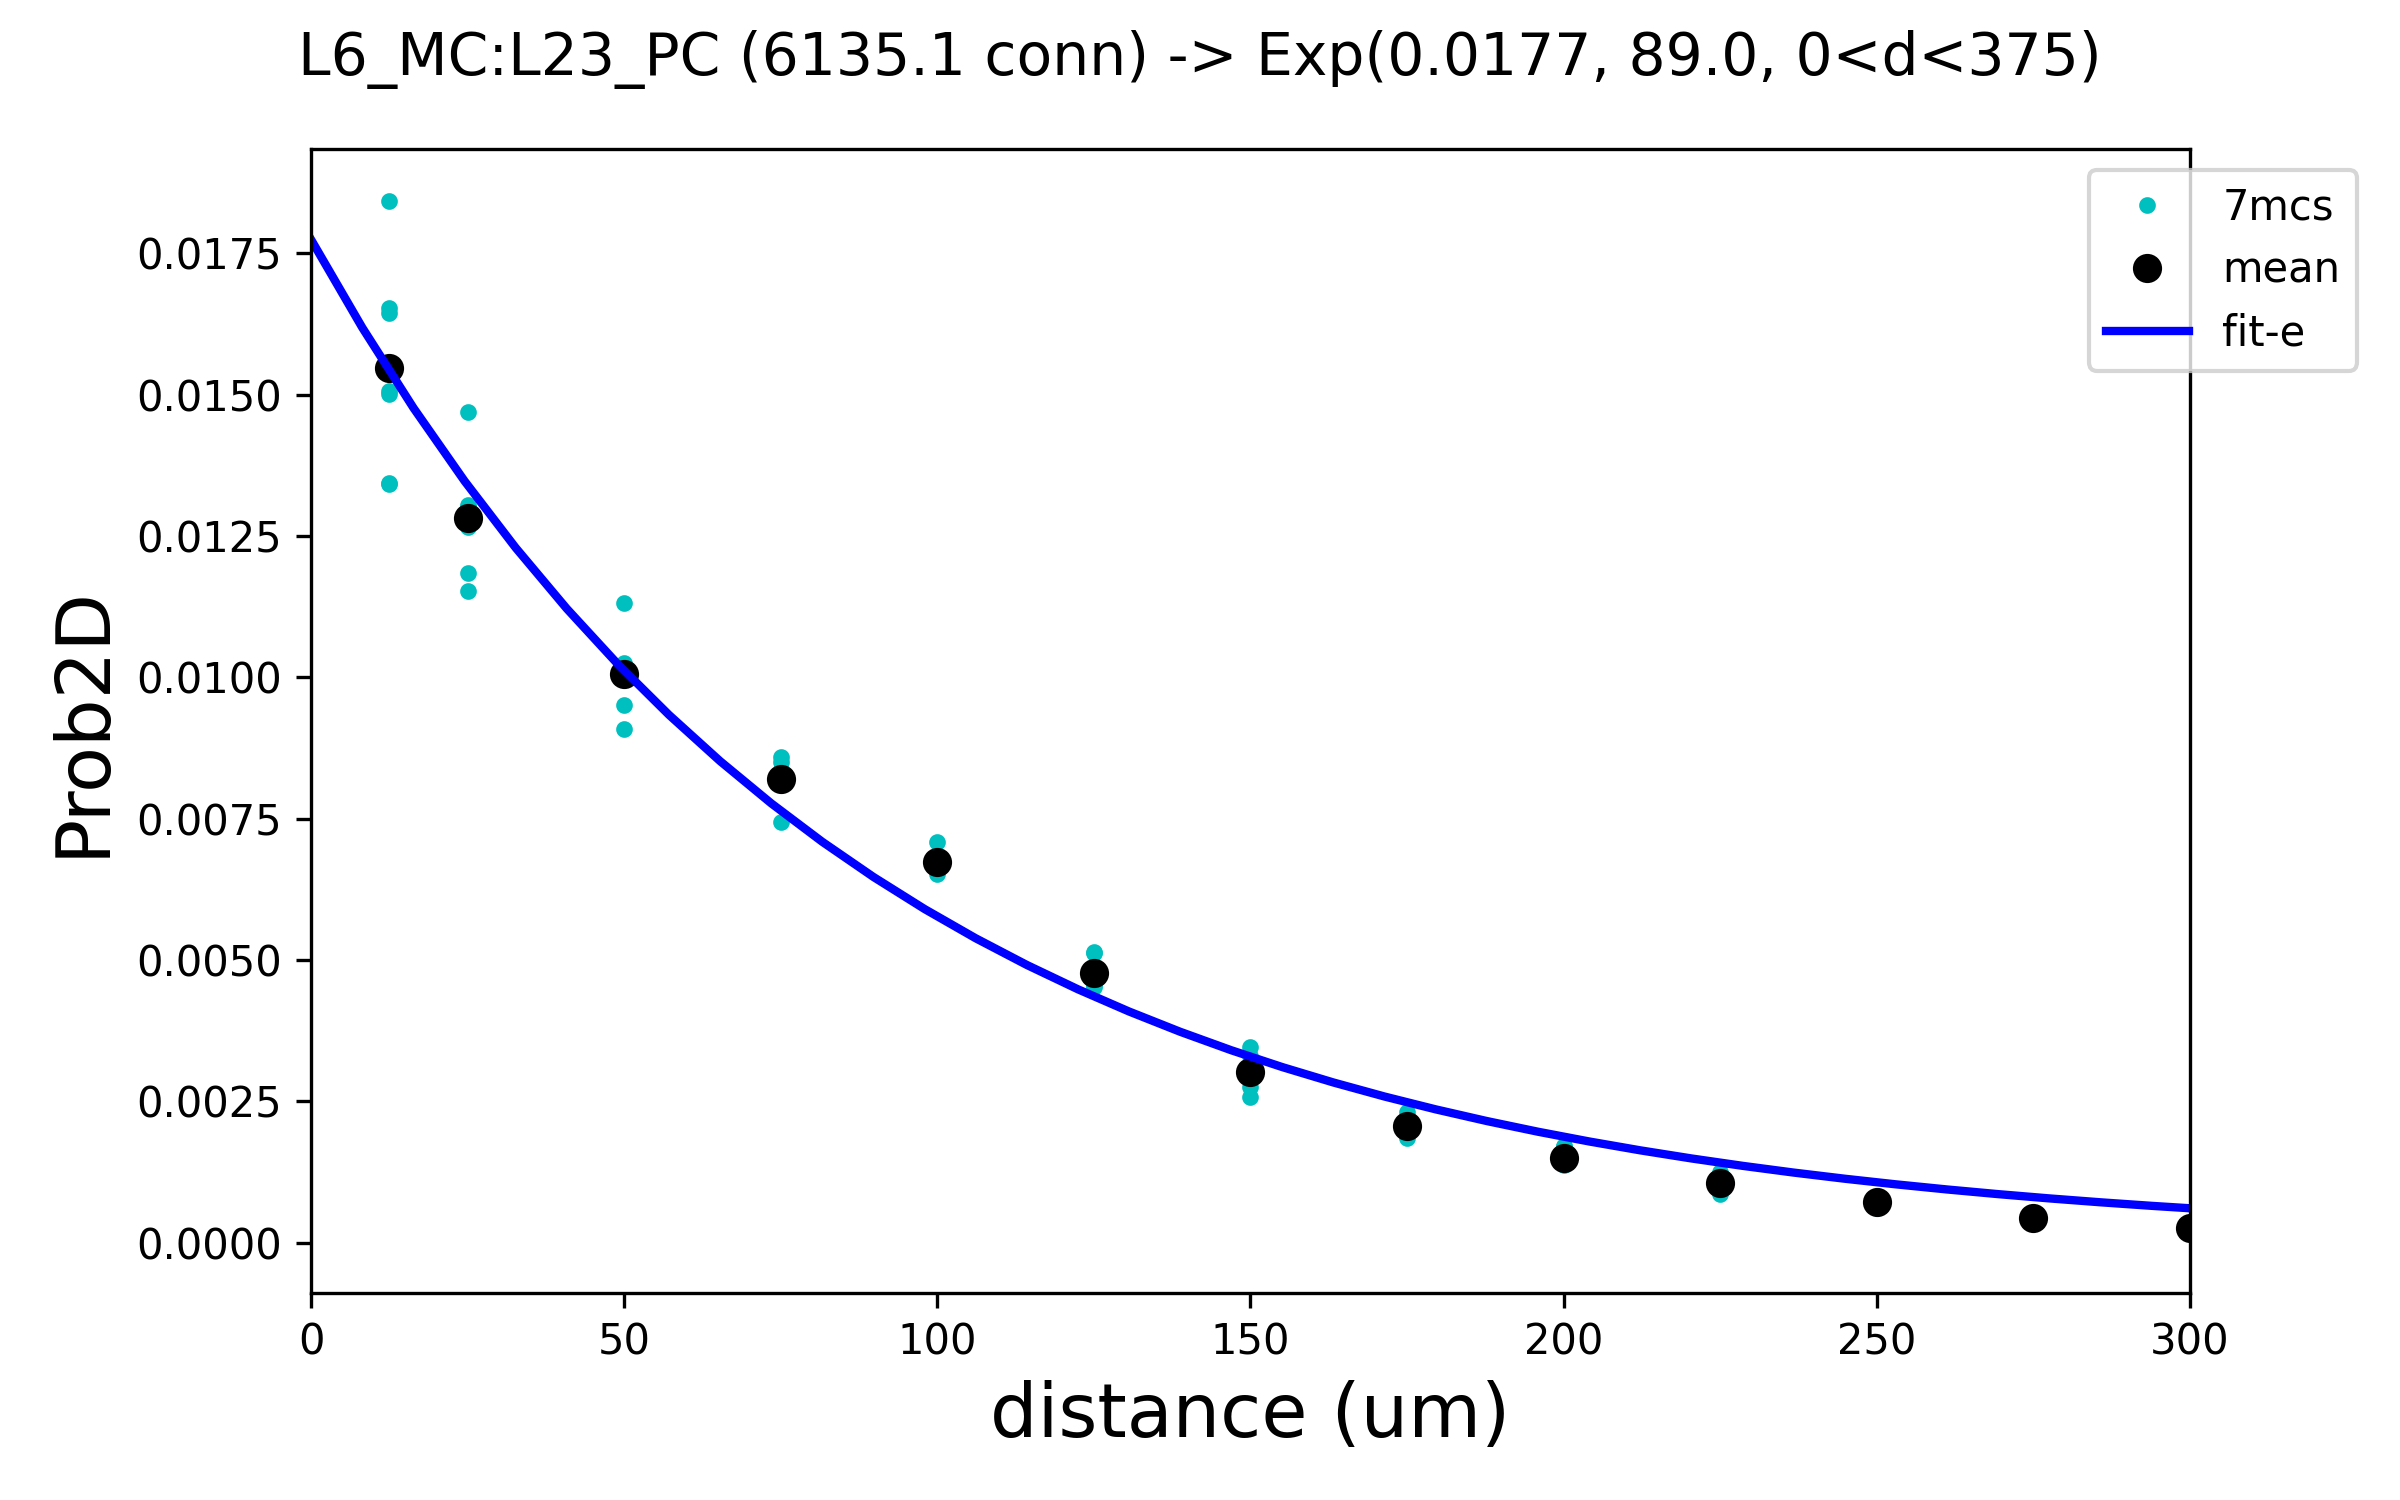 L6_MC:L23_PC (6135.1 conn) -> Exp(0.0177, 89.0, 0<d<375)
7mcs
mean
fit-e
0.0175
0.0150
0.0125
0.0100
0.0075
0.0050
0.0025
0.0000
Prob2D
0 50 100 150 200 250 300
distance (um)